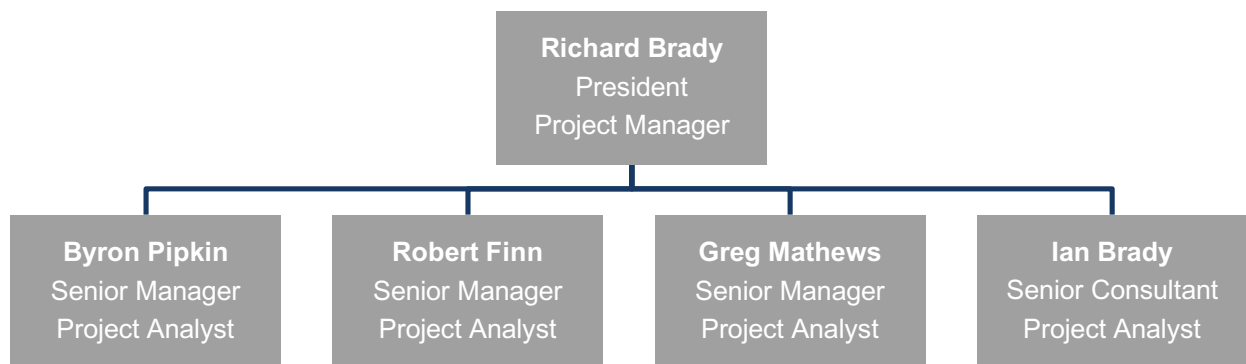 Richard Brady
President
Project Manager
Byron Pipkin
Senior Manager
Project Analyst
Robert Finn
Senior Manager
Project Analyst
Greg Mathews
Senior Manager
Project Analyst
Ian Brady
Senior Consultant
Project Analyst